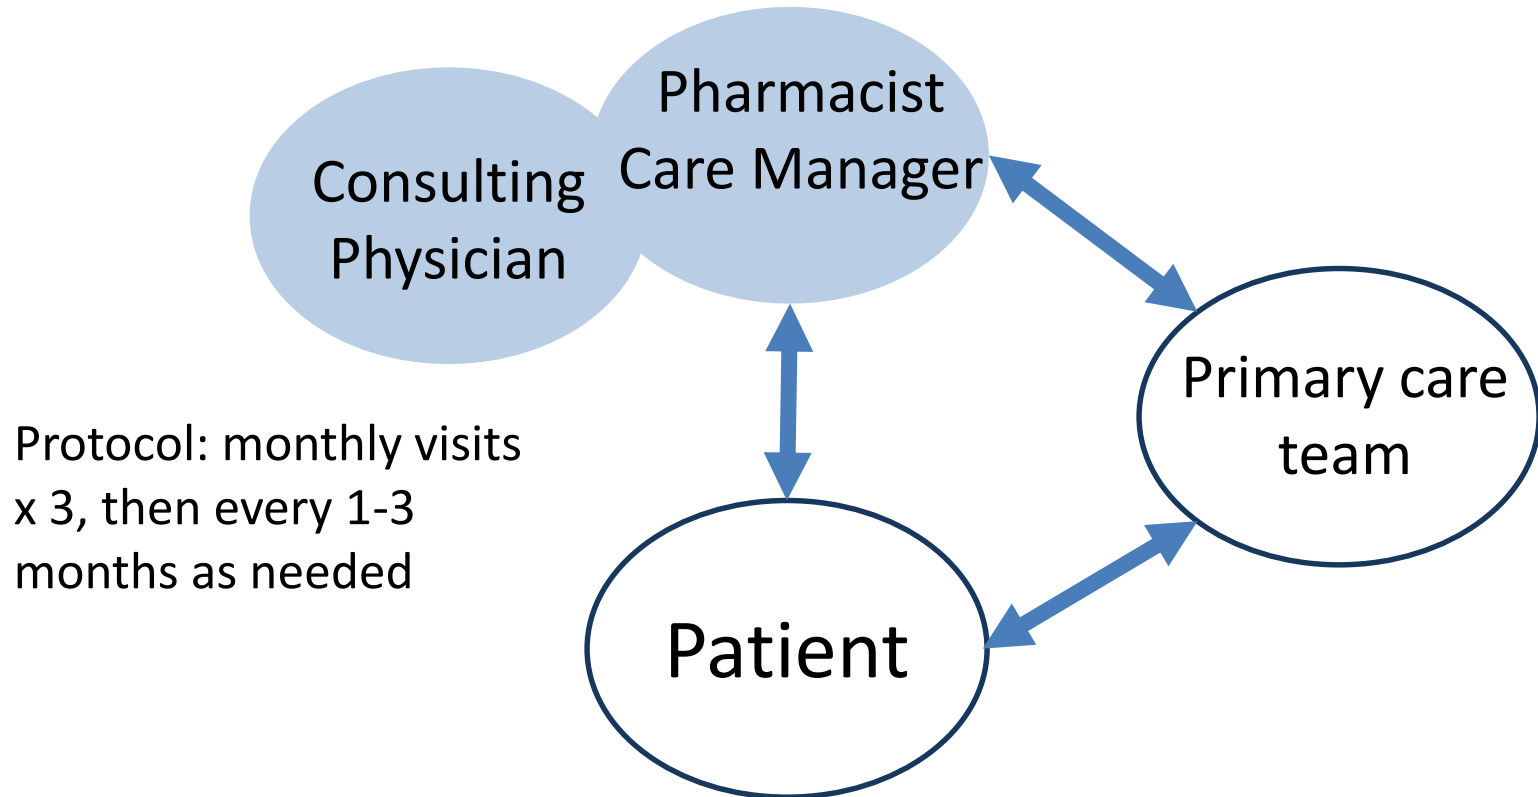 Pharmacist
Care Manager
Consulting
Physician
Primary care
team
Protocol: monthly visits
x 3, then every 1-3
months as needed
Patient